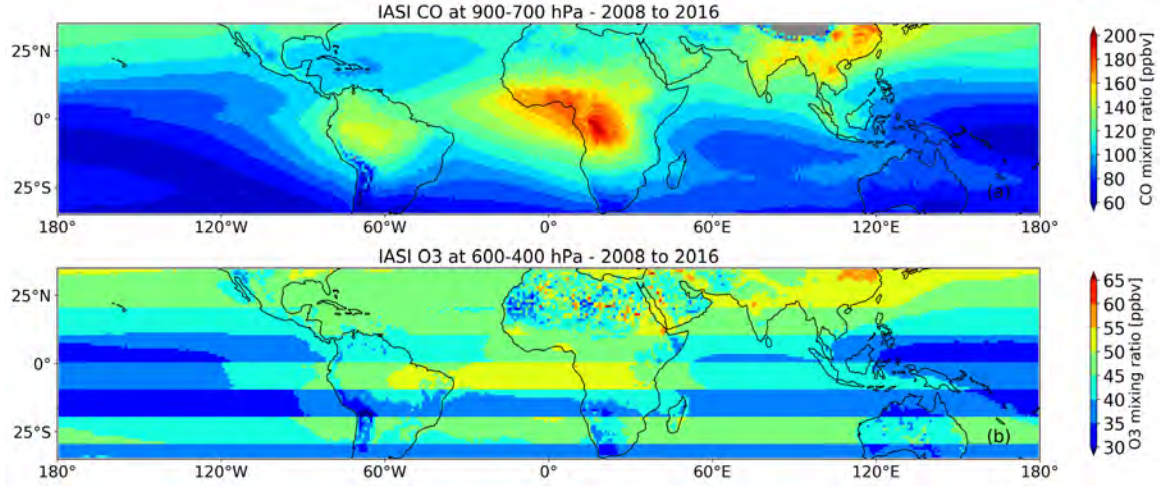 IASI CO at 900-700 hPa - 2008 to 2016
25°N
0°
25°S
180° 120°W 60°W 0° 60°E 120°E 180°
(a)
200
180
160
140
120
100
80
60
CO mixing ratio [ppbv]
IASI O3 at 600-400 hPa - 2008 to 2016
25°N
0°
25°S
180° 120°W 60°W 0° 60°E 120°E 180°
(b)
65
60
55
50
45
40
35
30
O3 mixing ratio [ppbv]